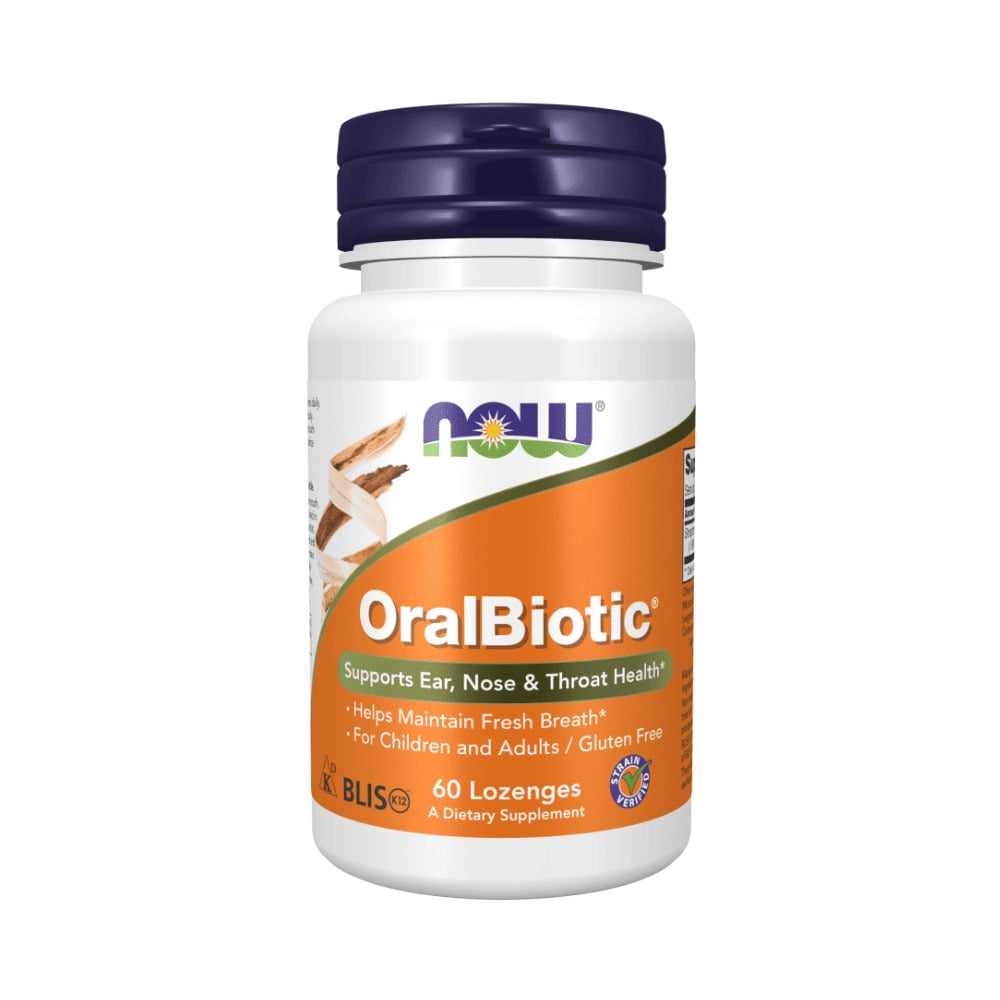 now®
OralBiotic®
Supports Ear, Nose & Throat Health*
• Helps Maintain Fresh Breath*
• For Children and Adults / Gluten Free
D
K
BLIS K12
60 Lozenges
A Dietary Supplement
STRAIN
VERIFIED
daily.